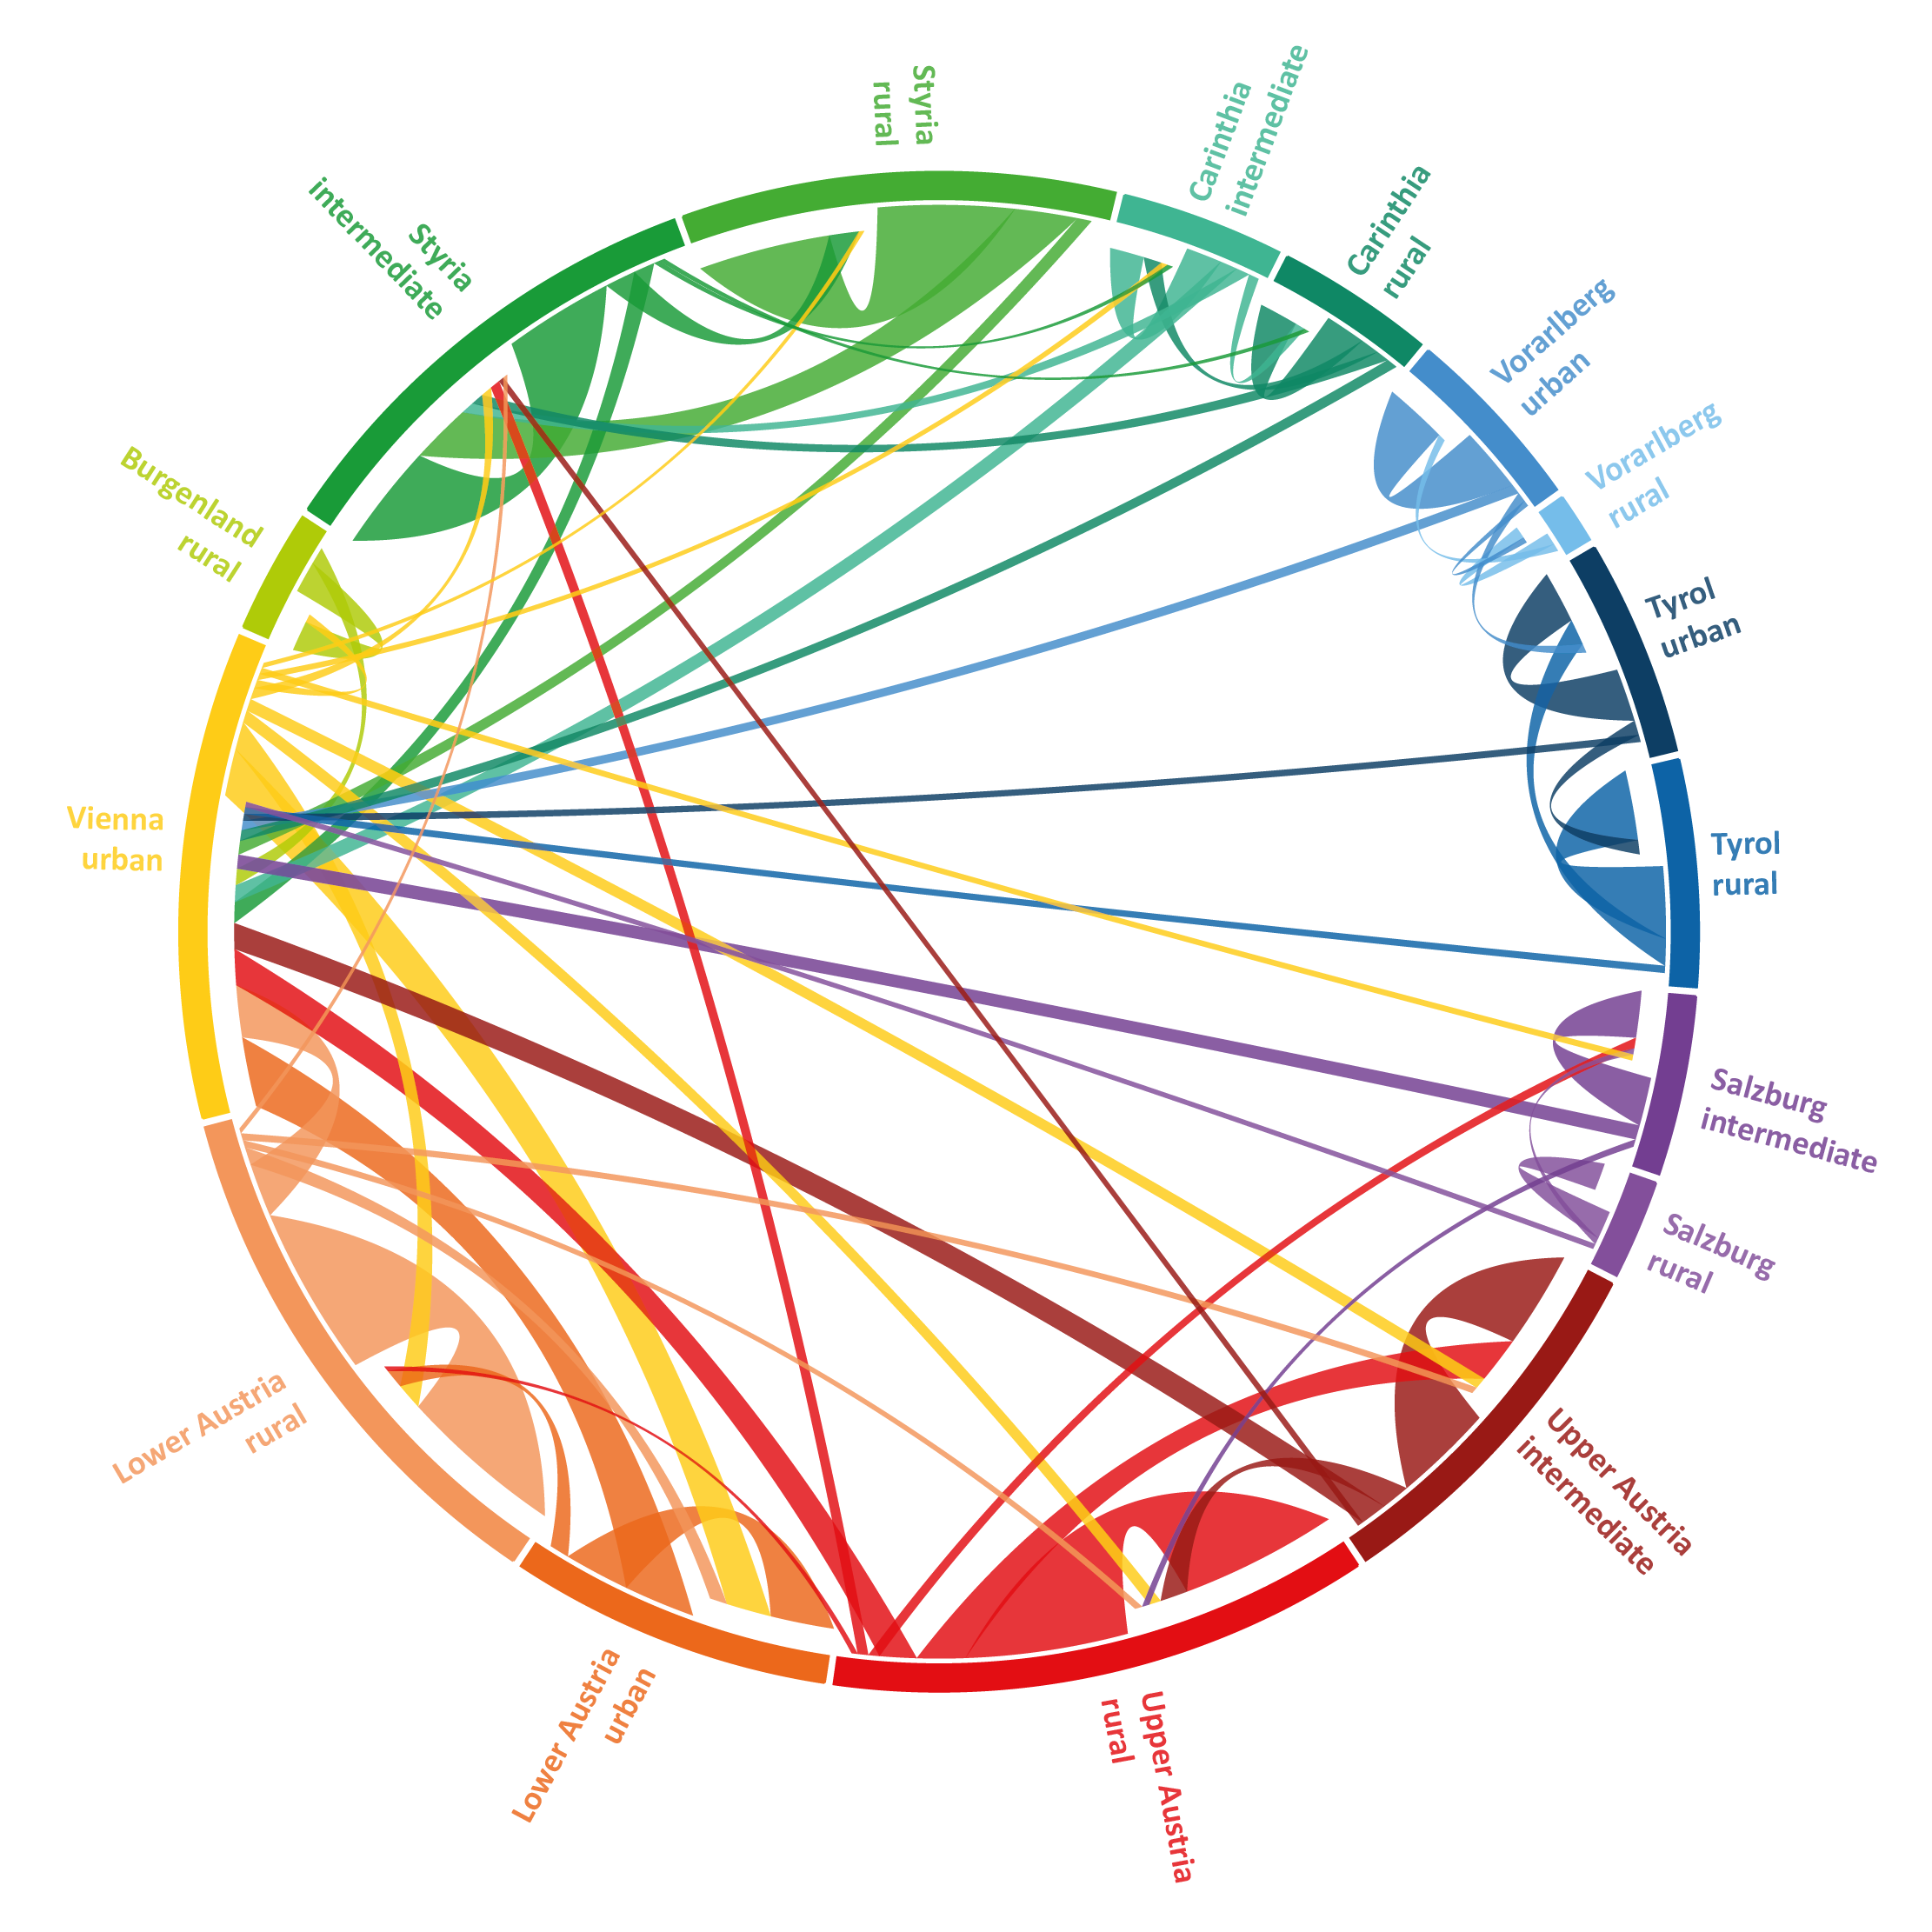 Styria
rural
Carinthia
intermediate
Carinthia
rural
Vorarlberg
urban
Vorarlberg
rural
Tyrol
urban
Tyrol
rural
Salzburg
intermediate
Salzburg
rural
Upper Austria
intermediate
Upper Austria
rural
Lower Austria
urban
Lower Austria
rural
Vienna
urban
Burgenland
rural
Styria
intermediate